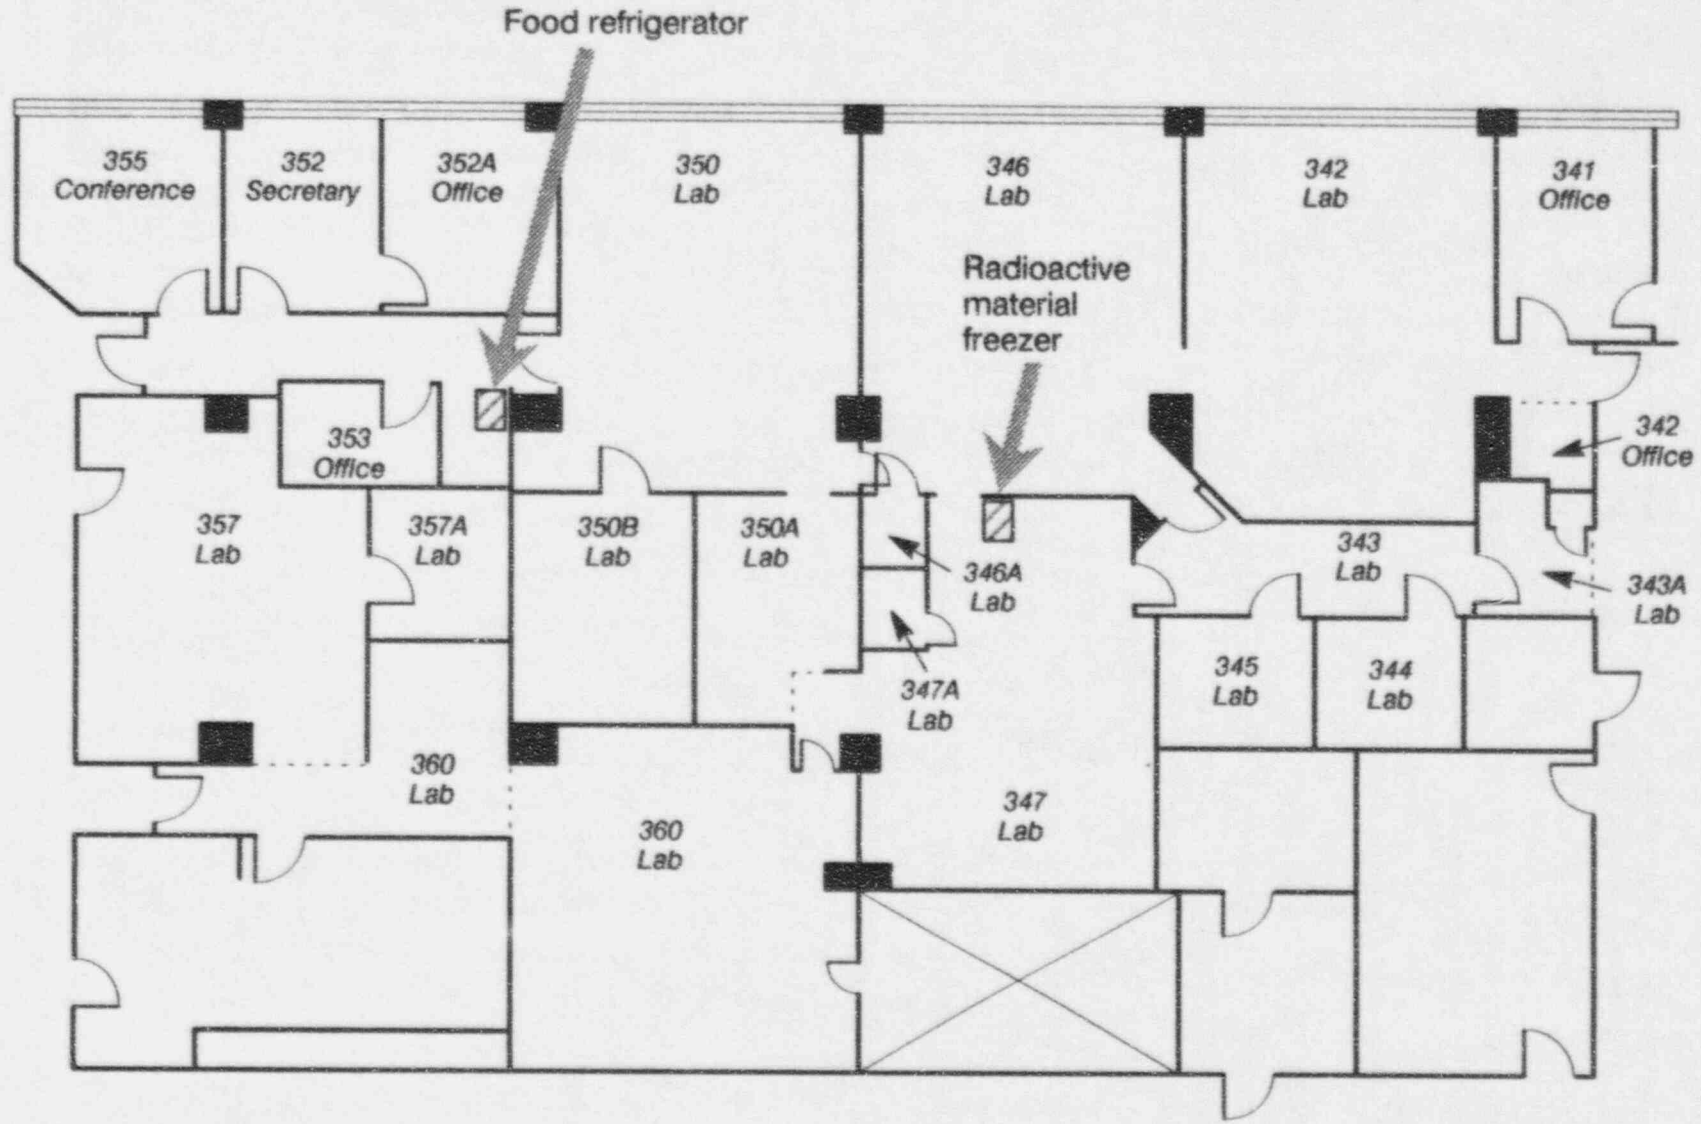 Food refrigerator
355
Conference
352
Secretary
352A
Office
350
Lab
346
Lab
342
Lab
341
Office
Radioactive
material
freezer
353
Office
342
Office
357
Lab
357A
Lab
350B
Lab
350A
Lab
346A
Lab
343
Lab
343A
Lab
347A
Lab
345
Lab
344
Lab
360
Lab
360
Lab
347
Lab